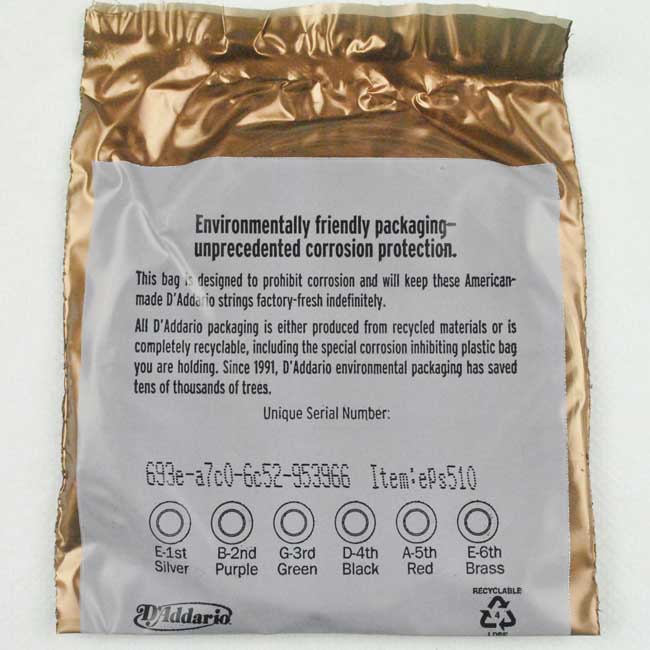 Environmentally friendly packaging–
unprecedented corrosion protection.
This bag is designed to prohibit corrosion and will keep these American-
made D'Addario strings factory-fresh indefinitely.
All D'Addario packaging is either produced from recycled materials or is
completely recyclable, including the special corrosion inhibiting plastic bag
you are holding. Since 1991, D'Addario environmental packaging has saved
tens of thousands of trees.
Unique Serial Number:
693e-a7c0-6c52-953966 Item:ePs510
E-1st B-2nd G-3rd D-4th A-5th E-6th
Silver Purple Green Black Red Brass
RECYCLABLE
4
D'Addario